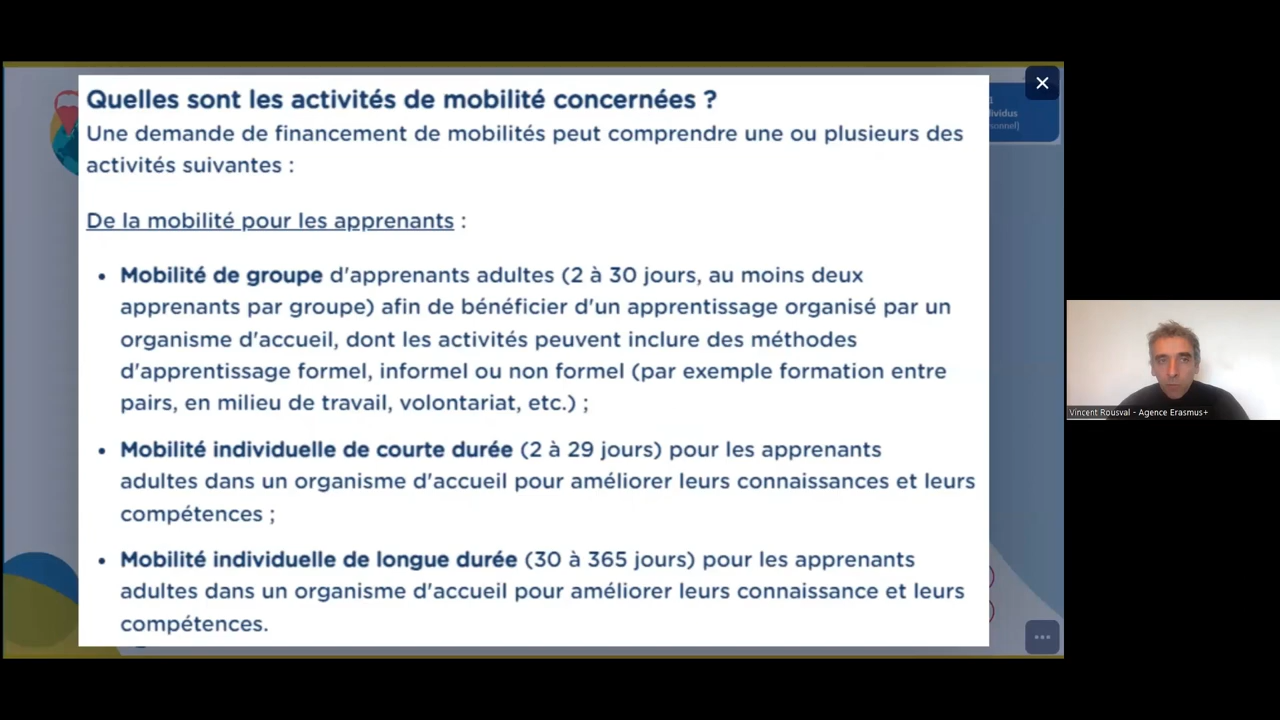 Quelles sont les activités de mobilité concernées ?
Une demande de financement de mobilités peut comprendre une ou plusieurs des
activités suivantes :
De la mobilité pour les apprenants :
• Mobilité de groupe d'apprenants adultes (2 à 30 jours, au moins deux
apprenants par groupe) afin de bénéficier d'un apprentissage organisé par un
organisme d'accueil, dont les activités peuvent inclure des méthodes
d'apprentissage formel, informel ou non formel (par exemple formation entre
pairs, en milieu de travail, volontariat, etc.) ;
• Mobilité individuelle de courte durée (2 à 29 jours) pour les apprenants
adultes dans un organisme d'accueil pour améliorer leurs connaissances et leurs
compétences ;
• Mobilité individuelle de longue durée (30 à 365 jours) pour les apprenants
adultes dans un organisme d'accueil pour améliorer leurs connaissance et leurs
compétences.
Vincent Rousval - Agence Erasmus+